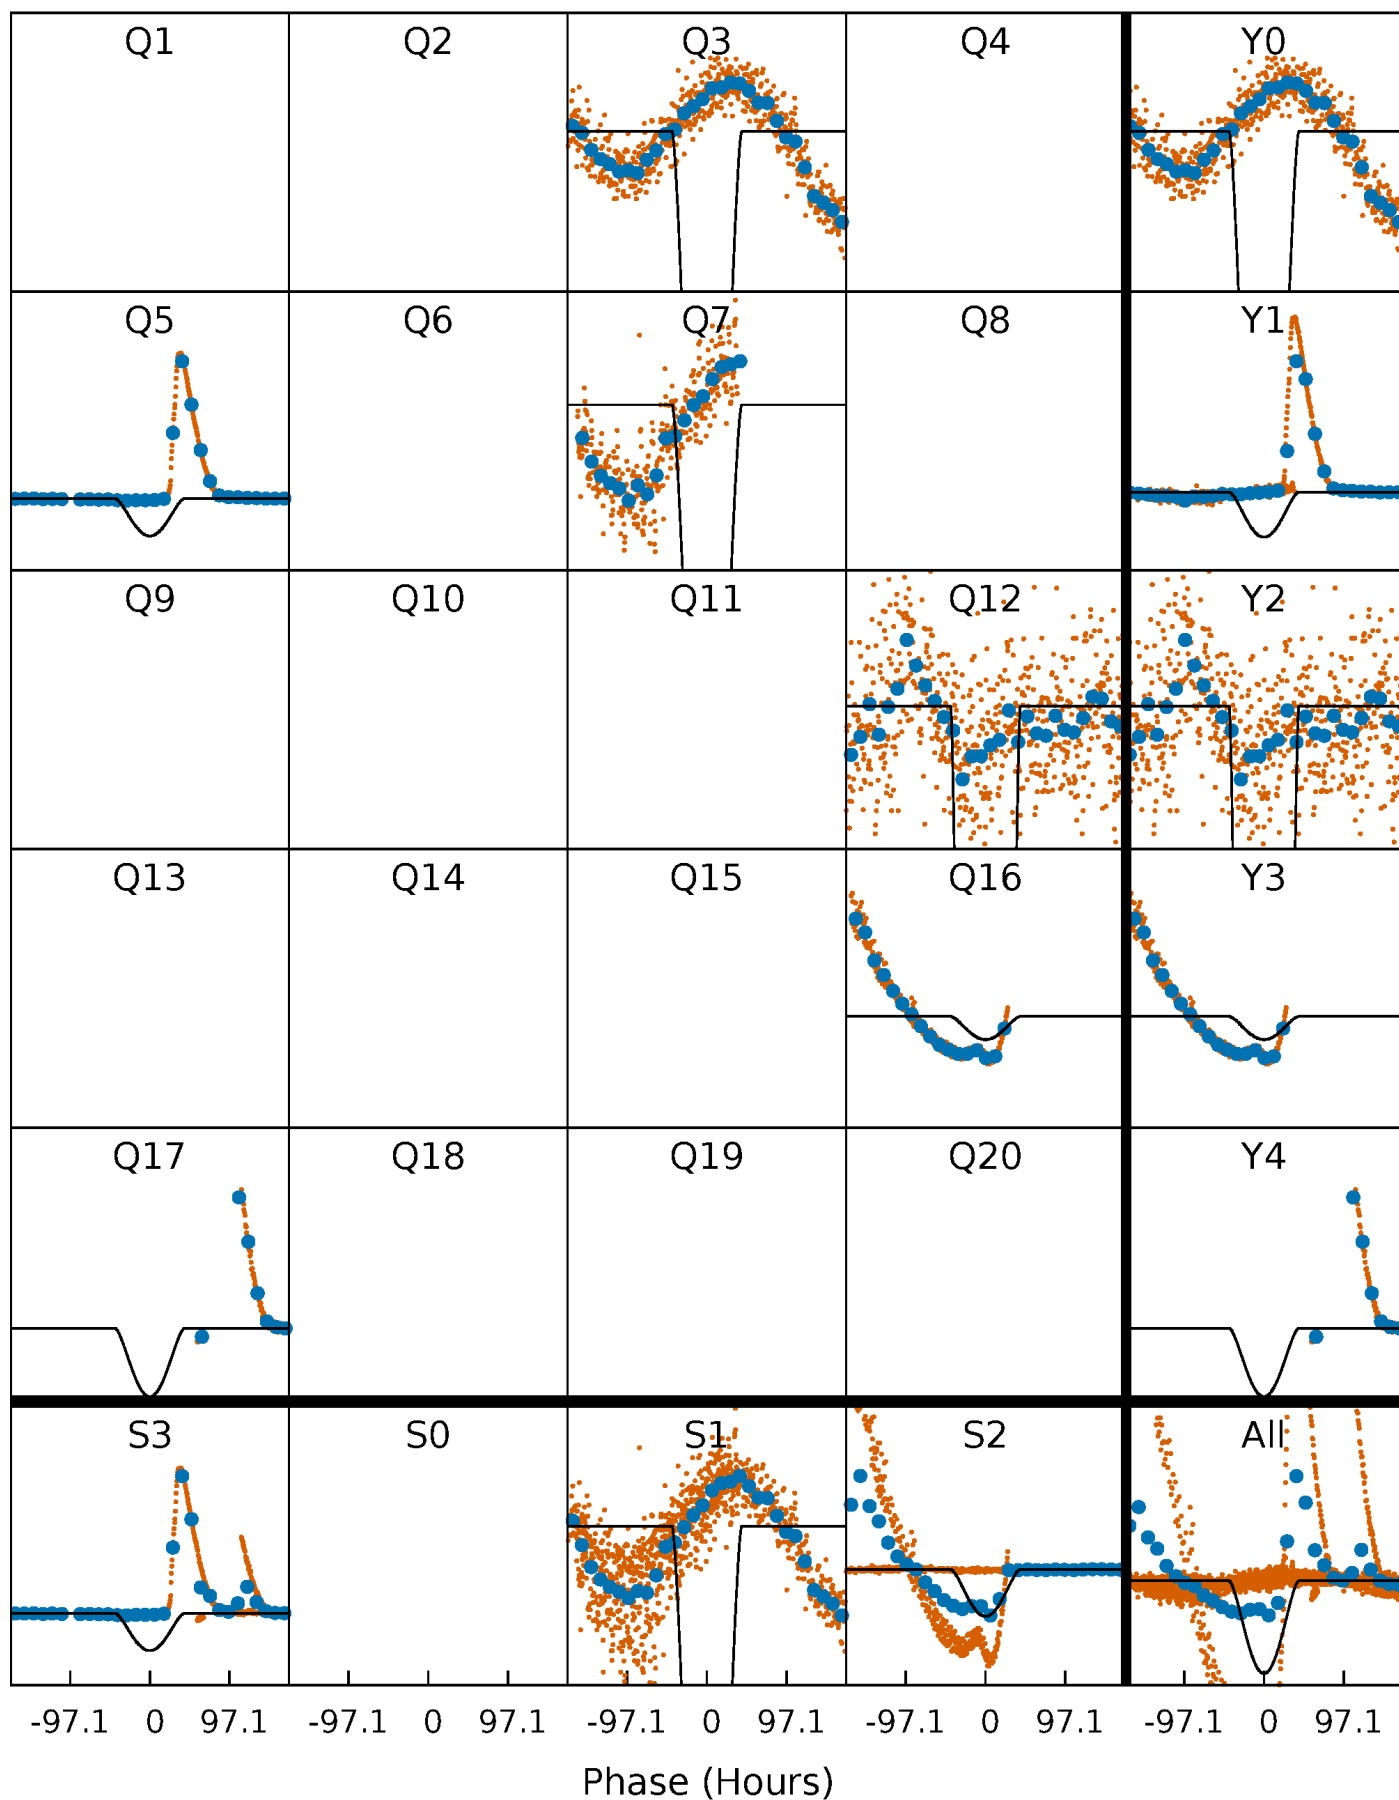 Q1 Q2 Q3 Q4 Y0
Q5 Q6 Q7 Q8 Y1
Q9 Q10 Q11 Q12 Y2
Q13 Q14 Q15 Q16 Y3
Q17 Q18 Q19 Q20 Y4
S3 S0 S1 S2 All
-97.1 0 97.1 -97.1 0 97.1 -97.1 0 97.1 -97.1 0 97.1 -97.1 0 97.1
Phase (Hours)